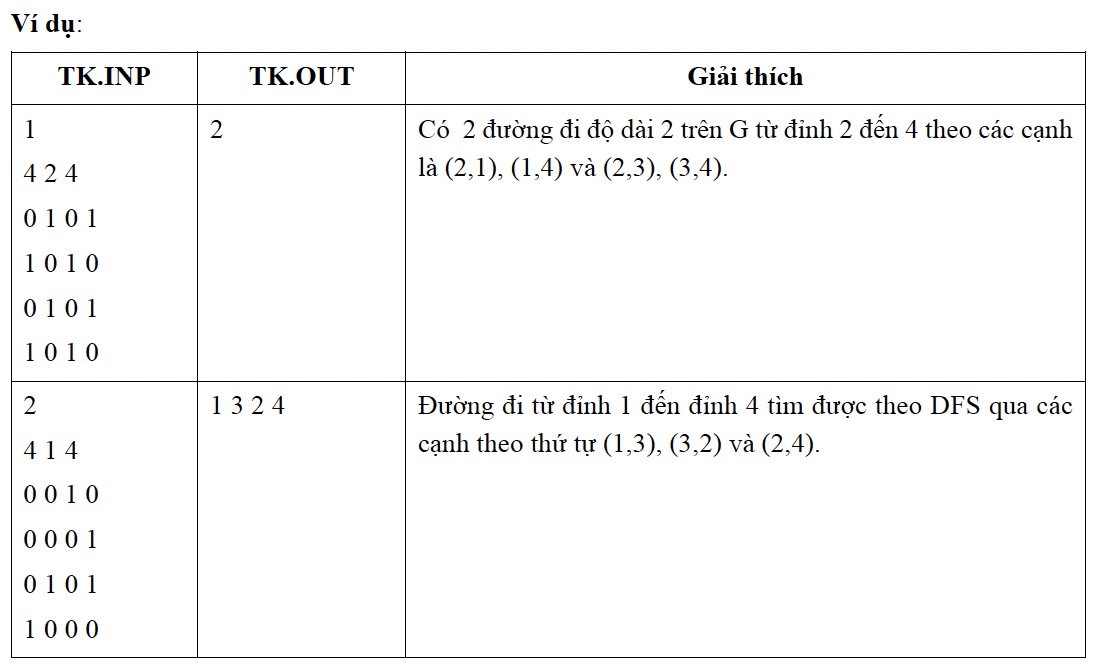 Ví dụ:
TK.INP TK.OUT Giải thích
1
4 2 4
0 1 0 1
1 0 1 0
0 1 0 1
1 0 1 0
2
Có 2 đường đi độ dài 2 trên G từ đỉnh 2 đến 4 theo các cạnh
là (2,1), (1,4) và (2,3), (3,4).
2
4 1 4
0 0 1 0
0 0 0 1
0 1 0 1
1 0 0 0
1 3 2 4
Đường đi từ đỉnh 1 đến đỉnh 4 tìm được theo DFS qua các
cạnh theo thứ tự (1,3), (3,2) và (2,4).